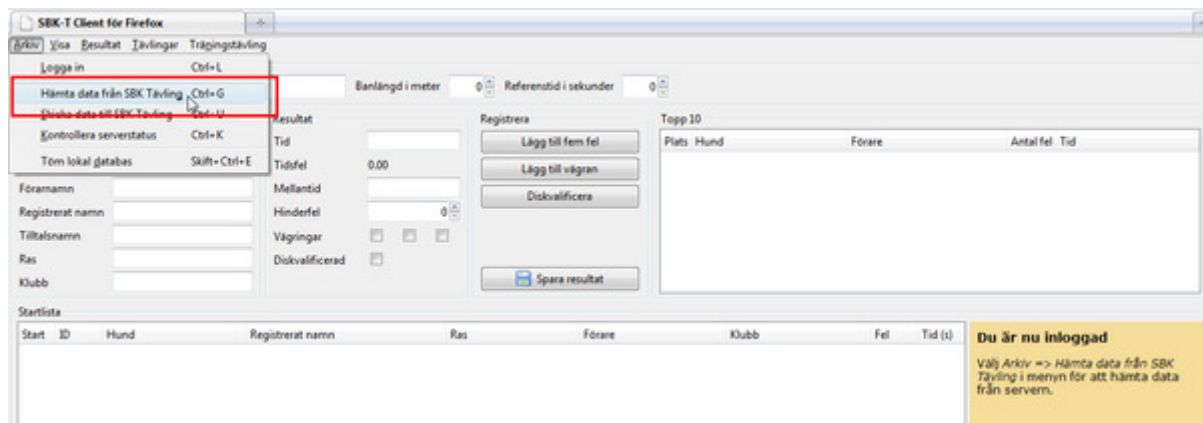 SBK-T Client för Firefox
Arkiv Visa Resultat Tävlingar Träningstävling
Logga in Ctrl+L
Hämta data från SBK Tävling Ctrl+G
Skicka data till SBK Tävling Ctrl+U
Kontrollera serverstatus Ctrl+K
Töm lokal databas Skift+Ctrl+E
Banlängd i meter 0 Referenstid i sekunder 0
Resultat
Tid
Tidsfel 0.00
Mellantid
Hinderfel 0
Vägringar
Diskvalificerad
Förarnamn
Registrerat namn
Tilltalsnamn
Ras
Klubb
Registrera
Lägg till fem fel
Lägg till vägran
Diskvalificera
Spara resultat
Topp 10
Plats Hund Förare Antal fel Tid
Startlista
Start ID Hund Registrerat namn Ras Förare Klubb Fel Tid (s)
Du är nu inloggad
Välj Arkiv => Hämta data från SBK
Tävling i menyn för att hämta data
från servern.